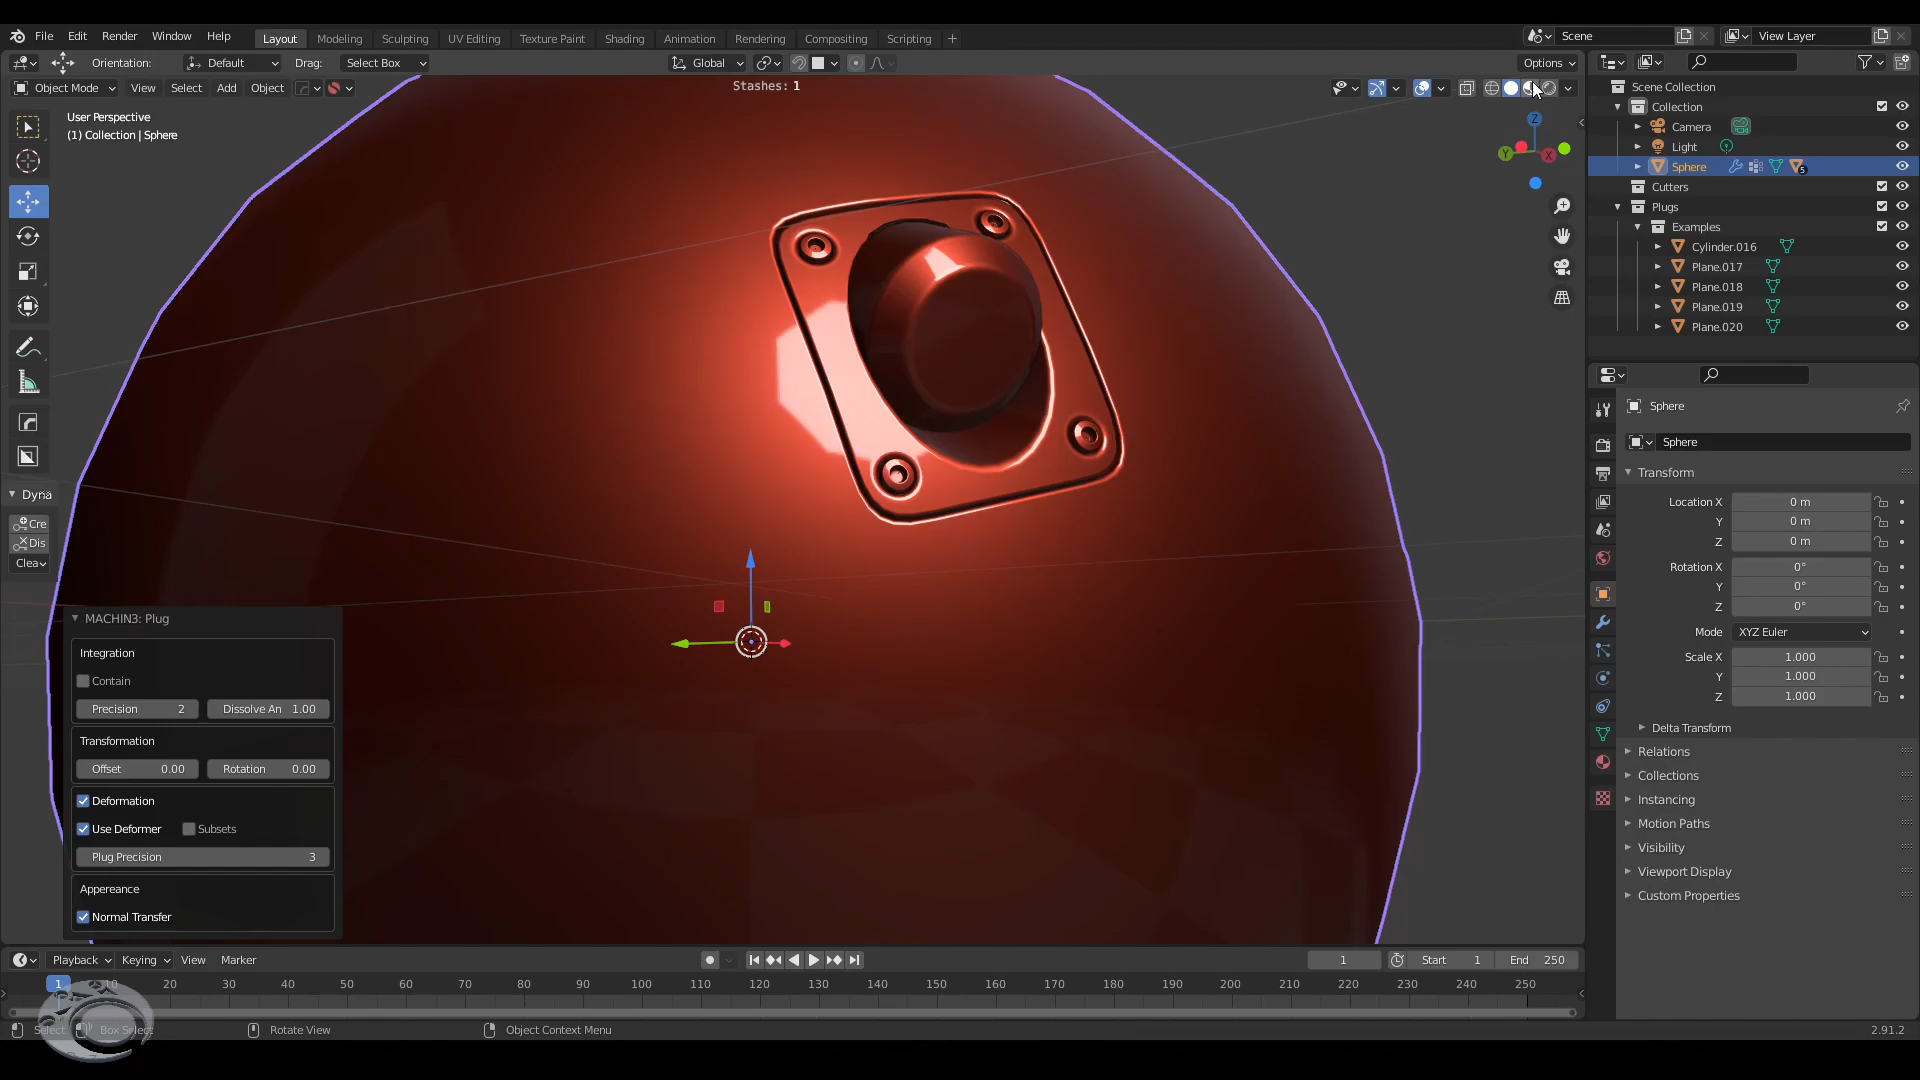 File Edit Render Window Help Layout Modeling Sculpting UV Editing Texture Paint Shading Animation Rendering Compositing Scripting + Scene View Layer
Orientation: Default Drag: Select Box Global Options
Object Mode View Select Add Object Stashes: 1
User Perspective
(1) Collection | Sphere
Z
Y
X
Scene Collection
Collection
Camera
Light
Sphere 5
Cutters
Plugs
Examples
Cylinder.016
Plane.017
Plane.018
Plane.019
Plane.020
Dyna
Cre
Dis
Clea
MACHIN3: Plug
Integration
Contain
Precision 2 Dissolve An 1.00
Transformation
Offset 0.00 Rotation 0.00
Deformation
Use Deformer Subsets
Plug Precision 3
Appereance
Normal Transfer
Sphere
Sphere
Transform
Location X 0 m
Y 0 m
Z 0 m
Rotation X 0°
Y 0°
Z 0°
Mode XYZ Euler
Scale X 1.000
Y 1.000
Z 1.000
Delta Transform
Relations
Collections
Instancing
Motion Paths
Visibility
Viewport Display
Custom Properties
Playback Keying View Marker 1 Start 1 End 250
1 10 20 30 40 50 60 70 80 90 100 110 120 130 140 150 160 170 180 190 200 210 220 230 240 250
Select Box Select Rotate View Object Context Menu 2.91.2